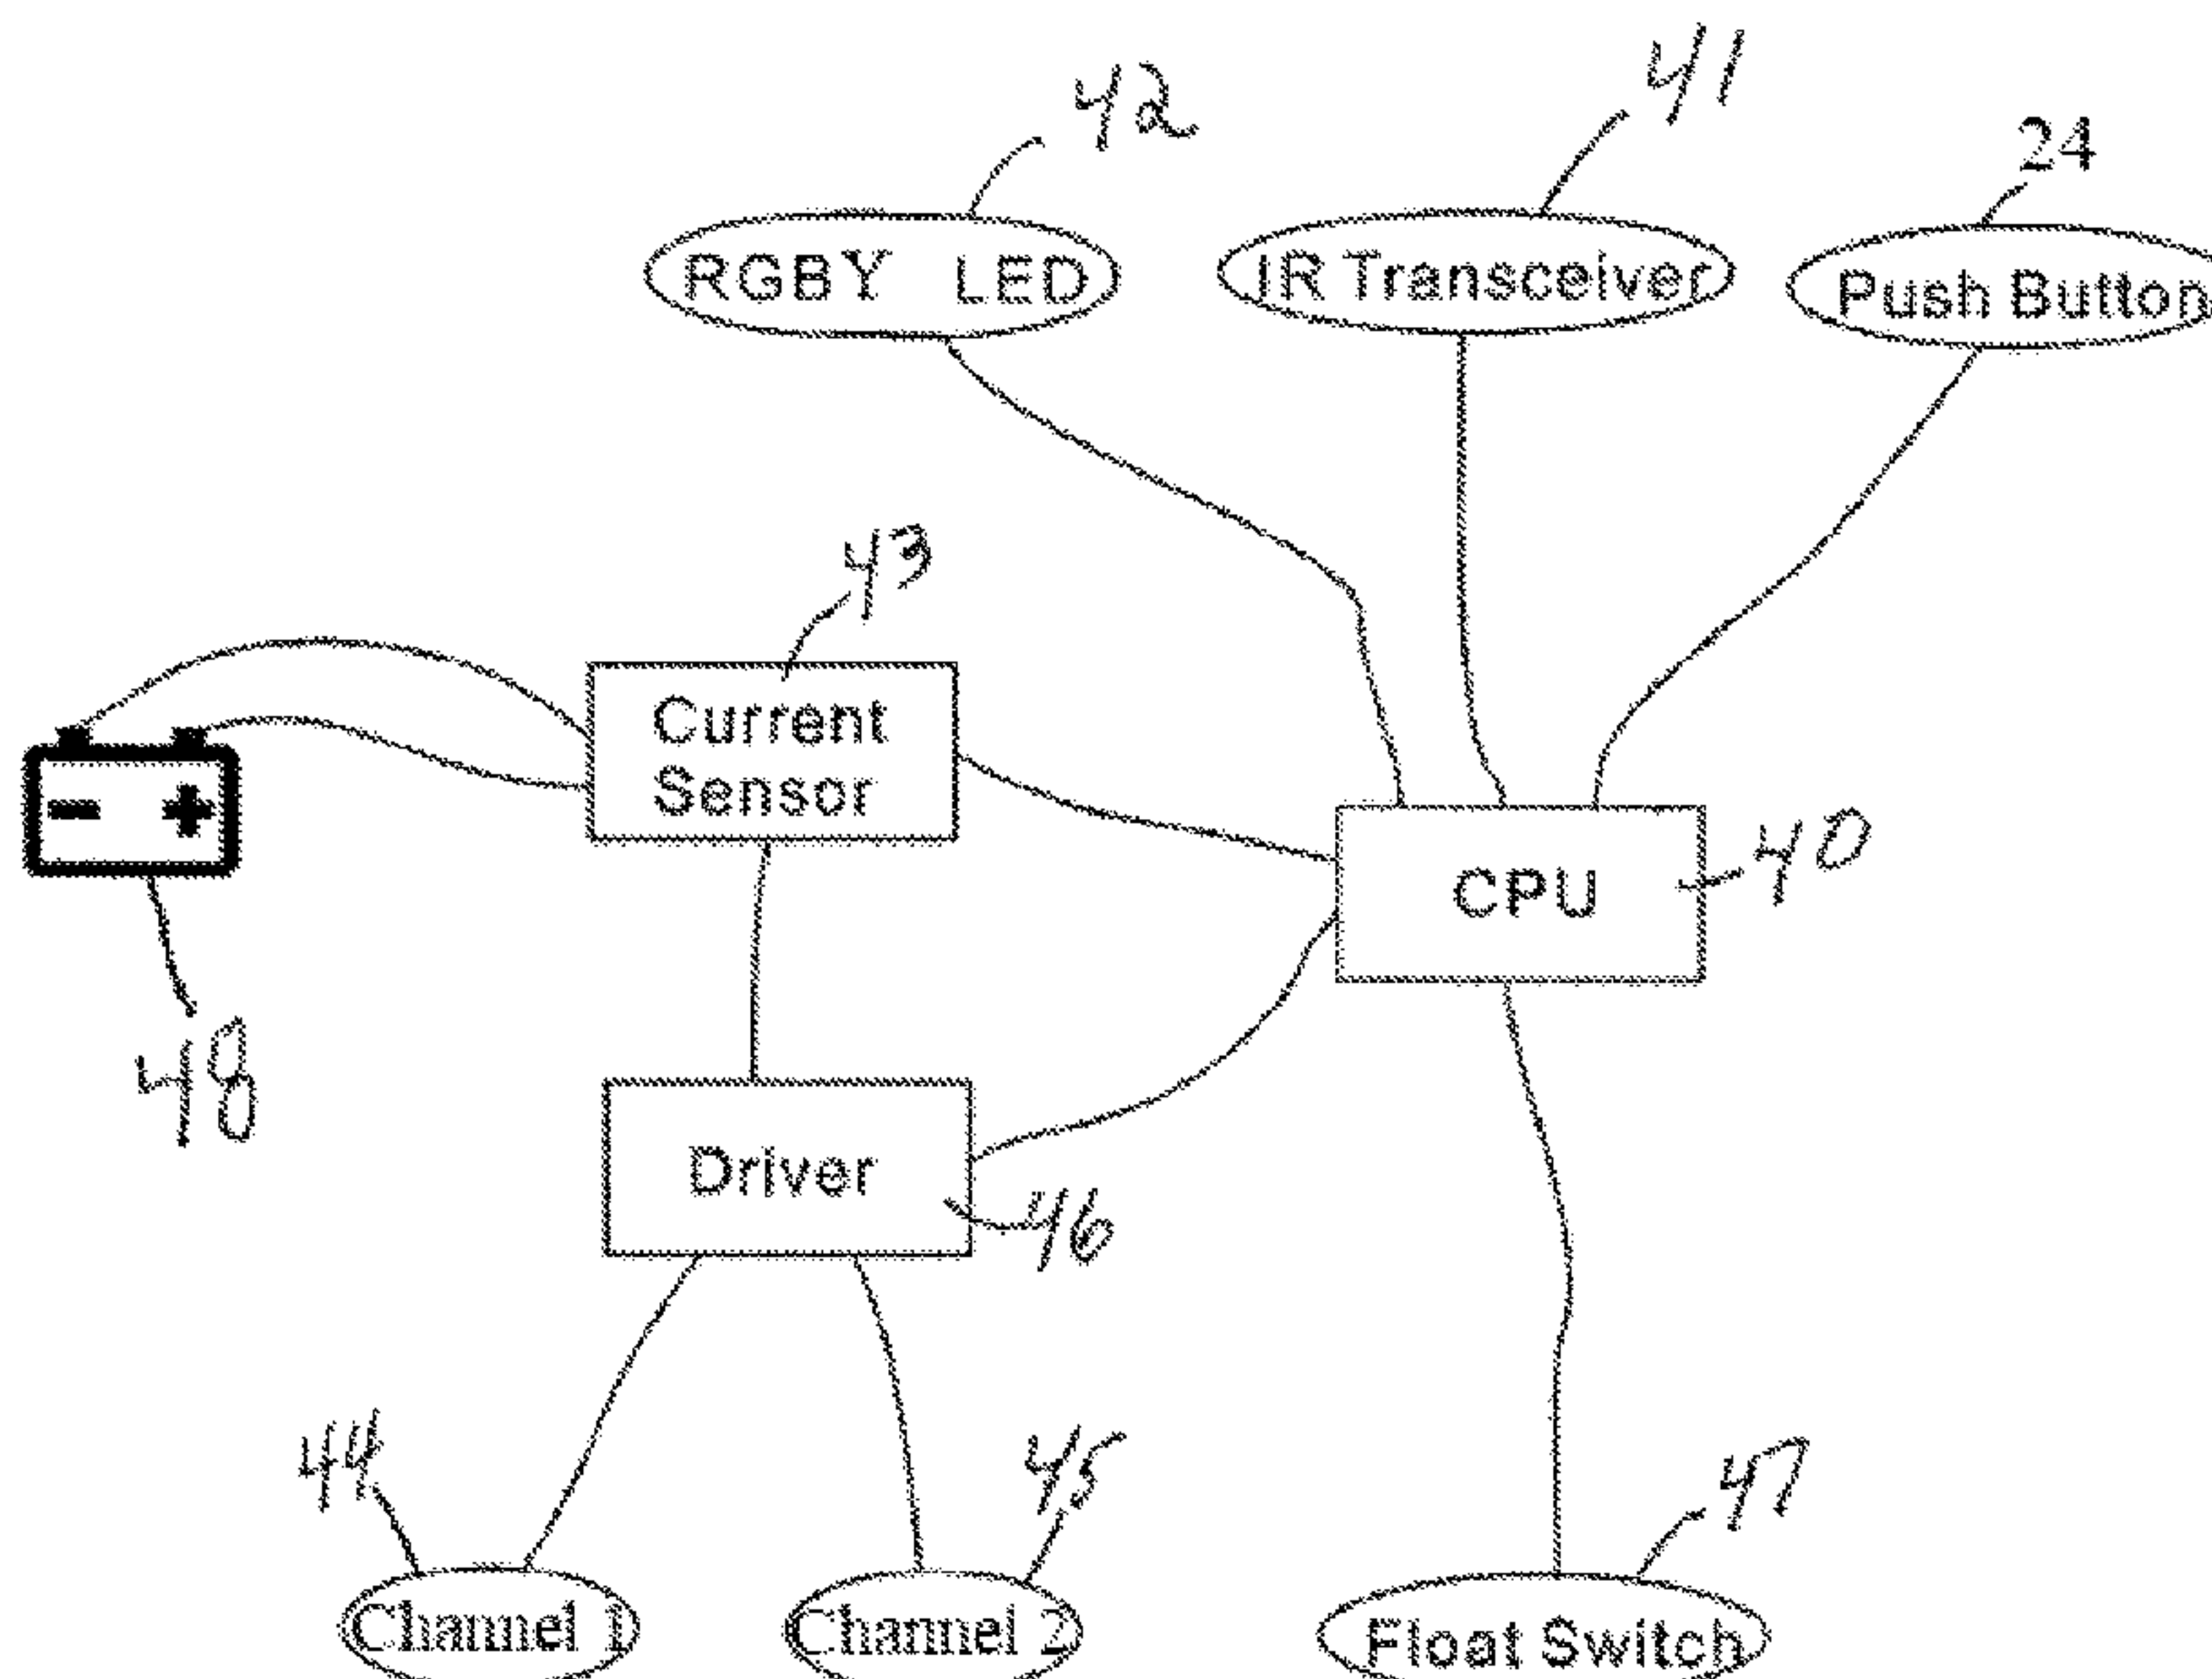 42
41
24
RGBY LED
IR Transceiver
Push Button
43
Current
Sensor
- +
CPU
40
48
Driver
46
44
45
47
Channel 1
Channel 2
Float Switch